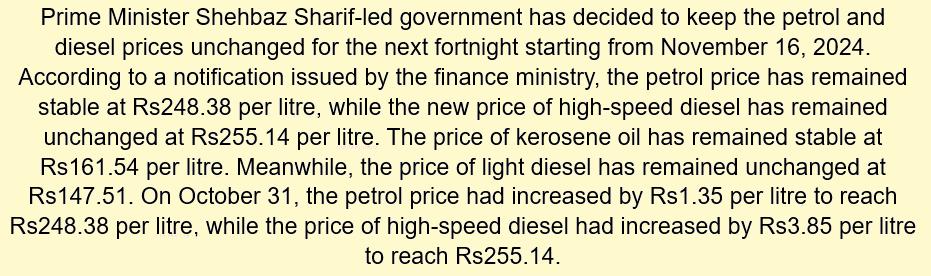 Prime Minister Shehbaz Sharif-led government has decided to keep the petrol and
diesel prices unchanged for the next fortnight starting from November 16, 2024.
According to a notification issued by the finance ministry, the petrol price has remained
stable at Rs248.38 per litre, while the new price of high-speed diesel has remained
unchanged at Rs255.14 per litre. The price of kerosene oil has remained stable at
Rs161.54 per litre. Meanwhile, the price of light diesel has remained unchanged at
Rs147.51. On October 31, the petrol price had increased by Rs1.35 per litre to reach
Rs248.38 per litre, while the price of high-speed diesel had increased by Rs3.85 per litre
to reach Rs255.14.